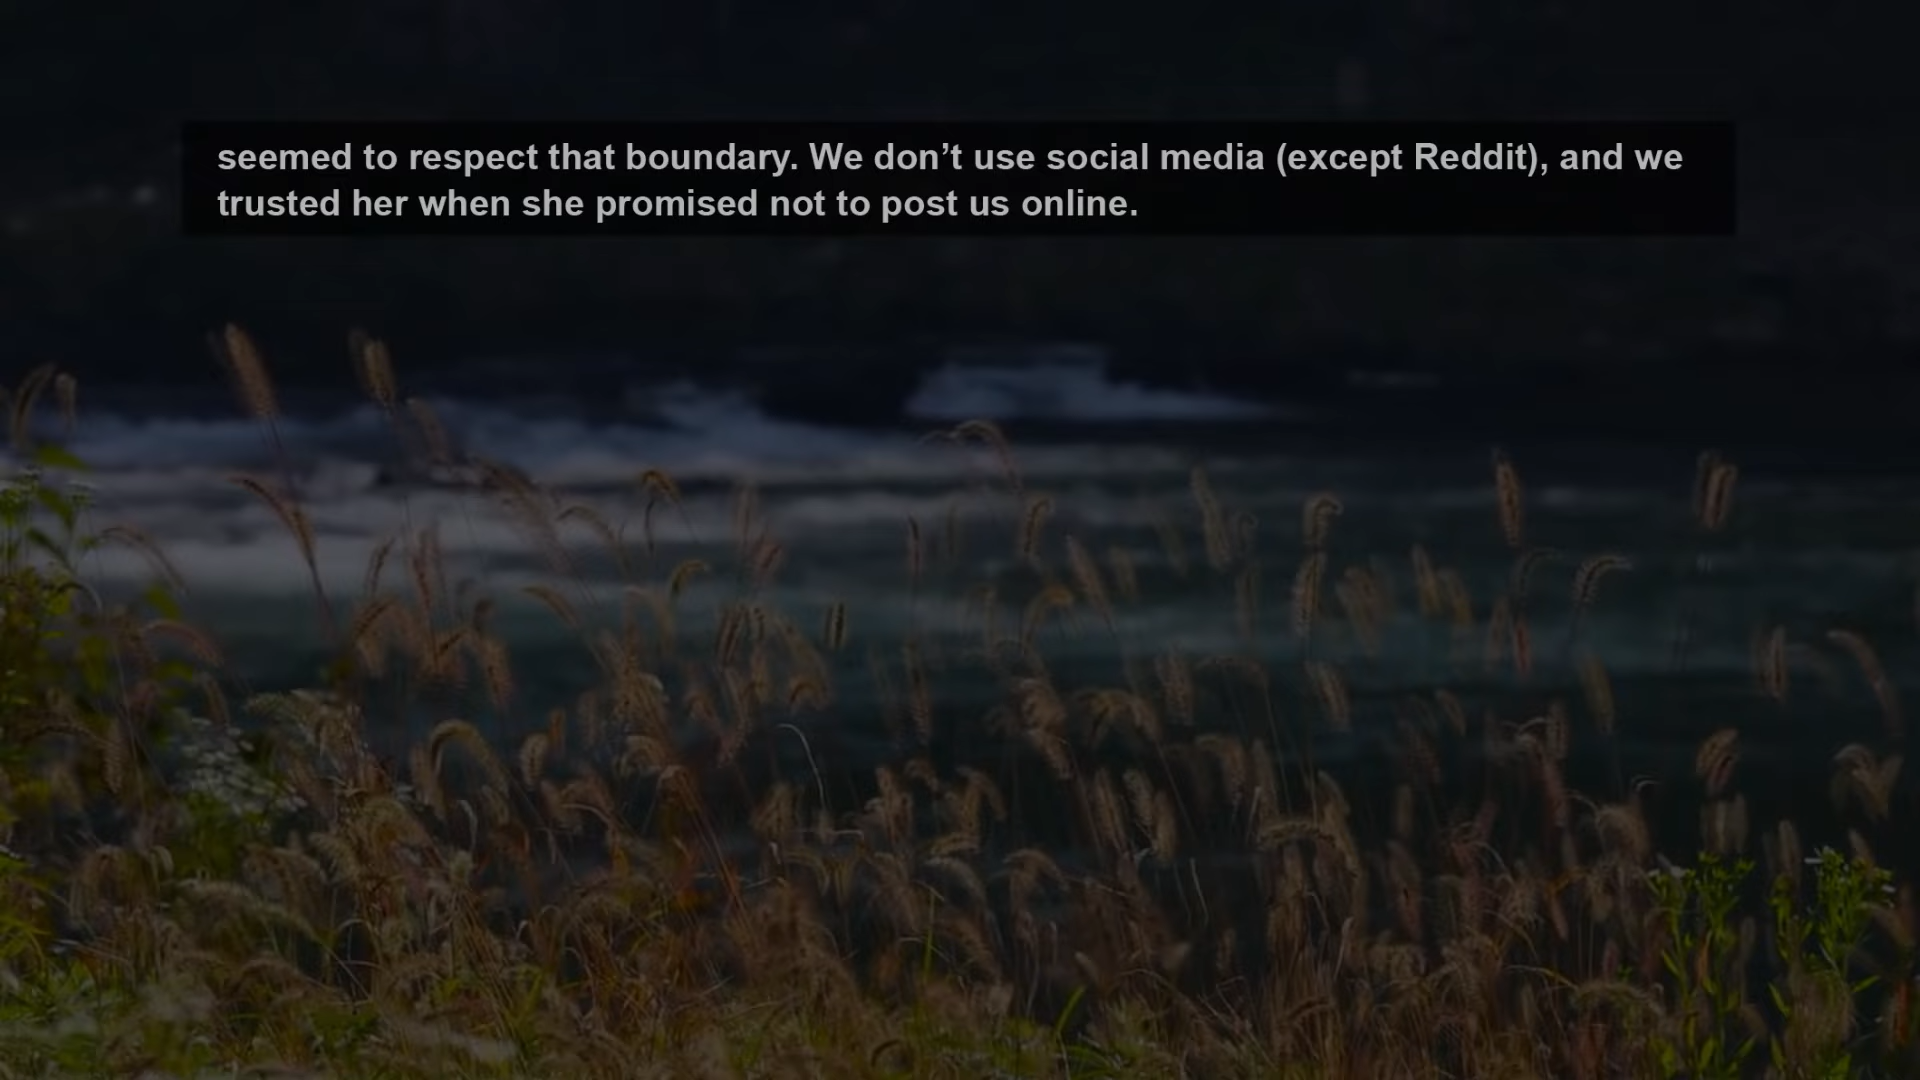 seemed to respect that boundary. We don’t use social media (except Reddit), and we
trusted her when she promised not to post us online.